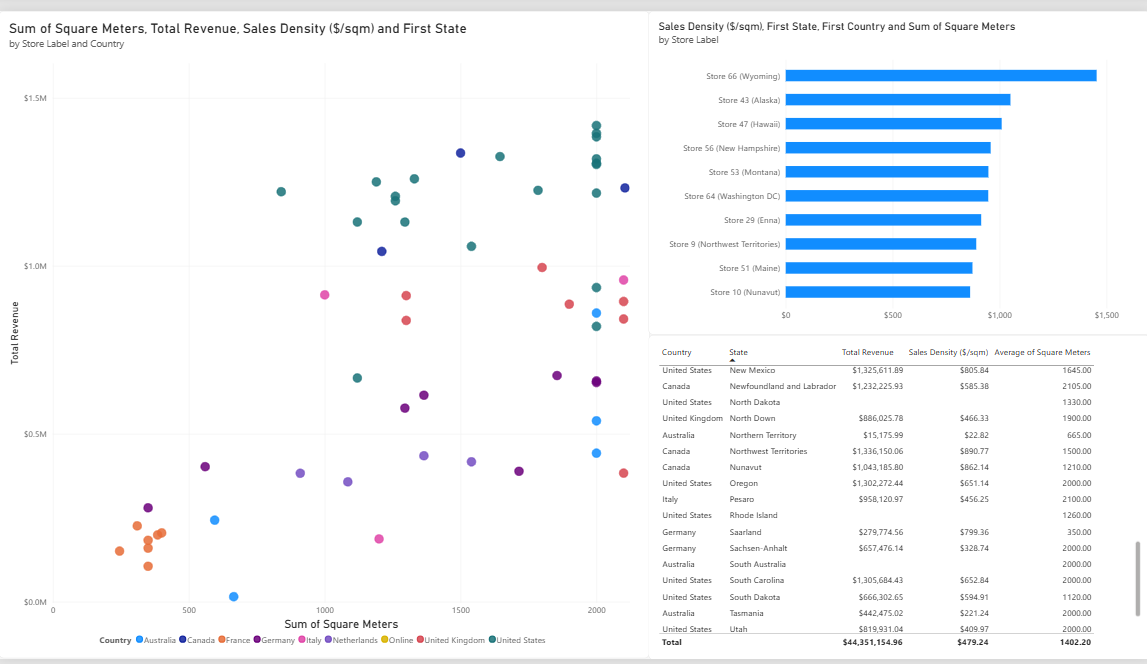 Sum of Square Meters, Total Revenue, Sales Density ($/sqm) and First State
by Store Label and Country
$1.5M
$1.0M
$0.5M
$0.0M
Total Revenue
0 500 1000 1500 2000
Sum of Square Meters
Country Australia Canada France Germany Italy Netherlands Online United Kingdom United States
Sales Density ($/sqm), First State, First Country and Sum of Square Meters
by Store Label
Store 66 (Wyoming)
Store 43 (Alaska)
Store 47 (Hawaii)
Store 56 (New Hampshire)
Store 53 (Montana)
Store 64 (Washington DC)
Store 29 (Enna)
Store 9 (Northwest Territories)
Store 51 (Maine)
Store 10 (Nunavut)
$0 $500 $1,000 $1,500
Country State Total Revenue Sales Density ($/sqm) Average of Square Meters
United States New Mexico $1,325,611.89 $805.84 1645.00
Canada Newfoundland and Labrador $1,232,225.93 $585.38 2105.00
United States North Dakota 1330.00
United Kingdom North Down $886,025.78 $466.33 1900.00
Australia Northern Territory $15,175.99 $22.82 665.00
Canada Northwest Territories $1,336,150.06 $890.77 1500.00
Canada Nunavut $1,043,185.80 $862.14 1210.00
United States Oregon $1,302,272.44 $651.14 2000.00
Italy Pesaro $958,120.97 $456.25 2100.00
United States Rhode Island 1260.00
Germany Saarland $279,774.56 $799.36 350.00
Germany Sachsen-Anhalt $657,476.14 $328.74 2000.00
Australia South Australia 2000.00
United States South Carolina $1,305,684.43 $652.84 2000.00
United States South Dakota $666,302.65 $594.91 1120.00
Australia Tasmania $442,475.02 $221.24 2000.00
United States Utah $819,931.04 $409.97 2000.00
Total $44,351,154.96 $479.24 1402.20